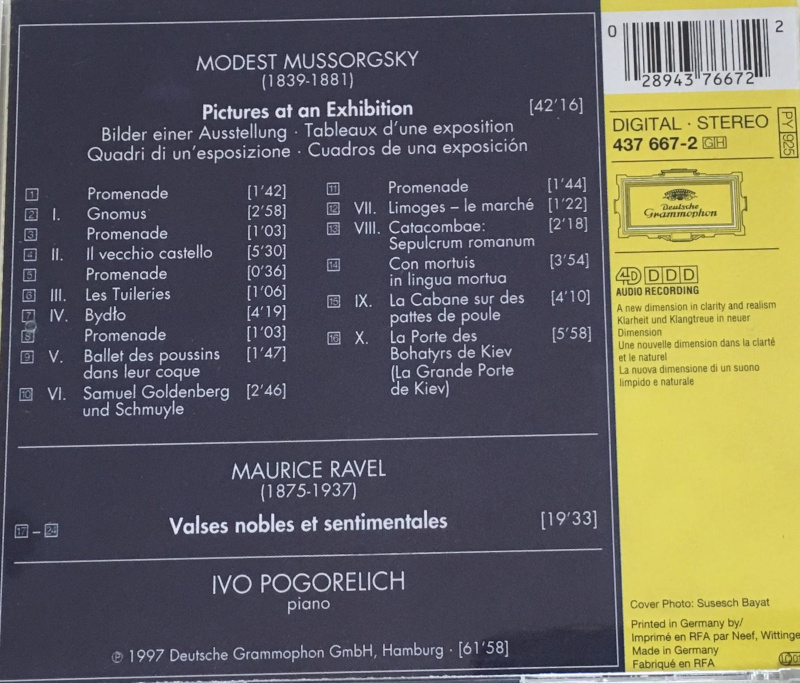 MODEST MUSSORGSKY
(1839-1881)
Pictures at an Exhibition [42'16]
Bilder einer Ausstellung · Tableaux d'une exposition
Quadri di un'esposizione · Cuadros de una exposición
1 Promenade [1'42]
2 I. Gnomus [2'58]
3 Promenade [1'03]
4 II. Il vecchio castello [5'30]
5 Promenade [0'36]
6 III. Les Tuileries [1'06]
7 IV. Bydło [4'19]
8 Promenade [1'03]
9 V. Ballet des poussins [1'47]
dans leur coque
10 VI. Samuel Goldenberg [2'46]
und Schmuyle
11 Promenade [1'44]
12 VII. Limoges – le marché [1'22]
13 VIII. Catacombae: [2'18]
Sepulcrum romanum
14 Con mortuis [3'54]
in lingua mortua
15 IX. La Cabane sur des [4'10]
pattes de poule
16 X. La Porte des [5'58]
Bohatyrs de Kiev
(La Grande Porte
de Kiev)
MAURICE RAVEL
(1875-1937)
17 – 24 Valses nobles et sentimentales [19'33]
IVO POGORELICH
piano
℗ 1997 Deutsche Grammophon GmbH, Hamburg · [61'58]
0 28943 76672 2
DIGITAL · STEREO
437 667-2 GH
PY 925
Deutsche
Grammophon
4D DDD
AUDIO RECORDING
A new dimension in clarity and realism
Klarheit und Klangtreue in neuer
Dimension
Une nouvelle dimension dans la clarté
et le naturel
La nuova dimensione di un suono
limpido e naturale
Cover Photo: Susesch Bayat
Printed in Germany by/
Imprimé en RFA par Neef, Wittinge
Made in Germany
Fabriqué en RFA